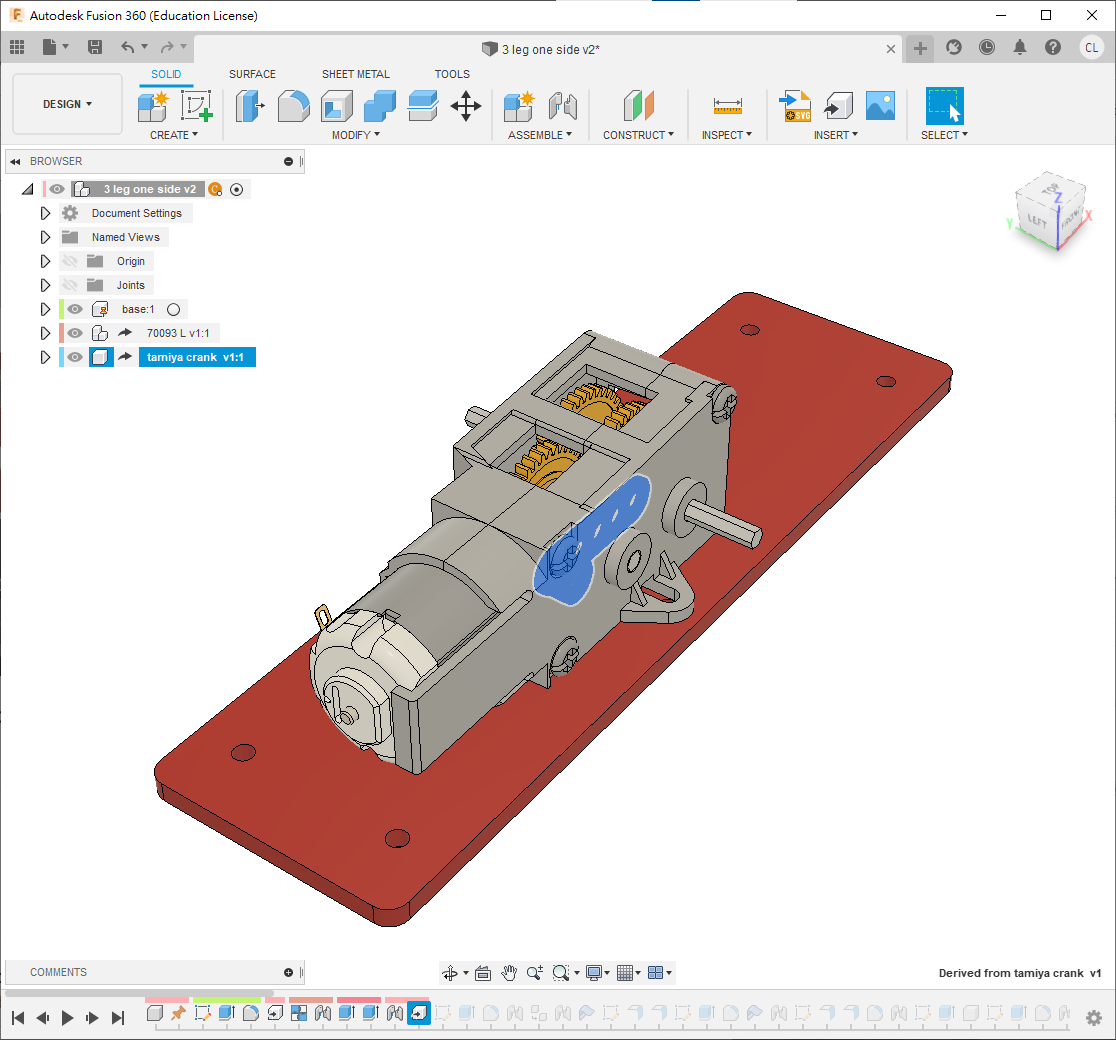 Autodesk Fusion 360 (Education License)
3 leg one side v2*
CL
DESIGN
SOLID
SURFACE
SHEET METAL
TOOLS
SVG
CREATE
MODIFY
ASSEMBLE
CONSTRUCT
INSPECT
INSERT
SELECT
BROWSER
3 leg one side v2
Document Settings
Named Views
Origin
Joints
base:1
70093 L v1:1
tamiya crank v1:1
TOP
LEFT
FRONT
Z
X
Y
COMMENTS
Derived from tamiya crank v1